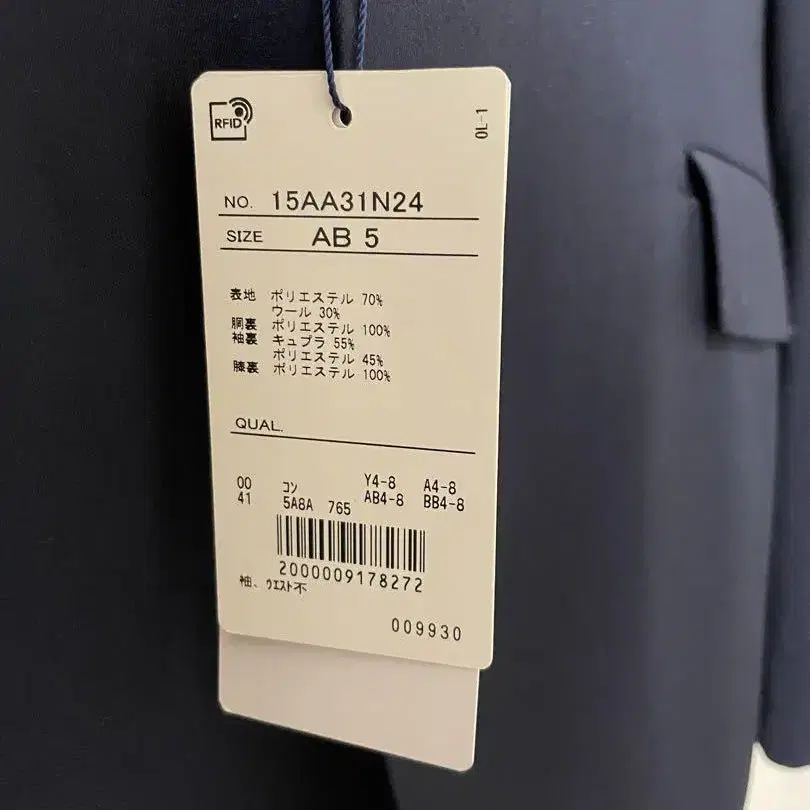 RFID
OL-1
NO. 15AA31N24
SIZE AB 5
表地 ポリエステル 70%
ウール 30%
胴裏 ポリエステル 100%
袖裏 キュプラ 55%
ポリエステル 45%
膝裏 ポリエステル 100%
QUAL.
00 コン Y4-8 A4-8
41 5A8A 765 AB4-8 BB4-8
2000009178272
袖、ウエスト不
009930